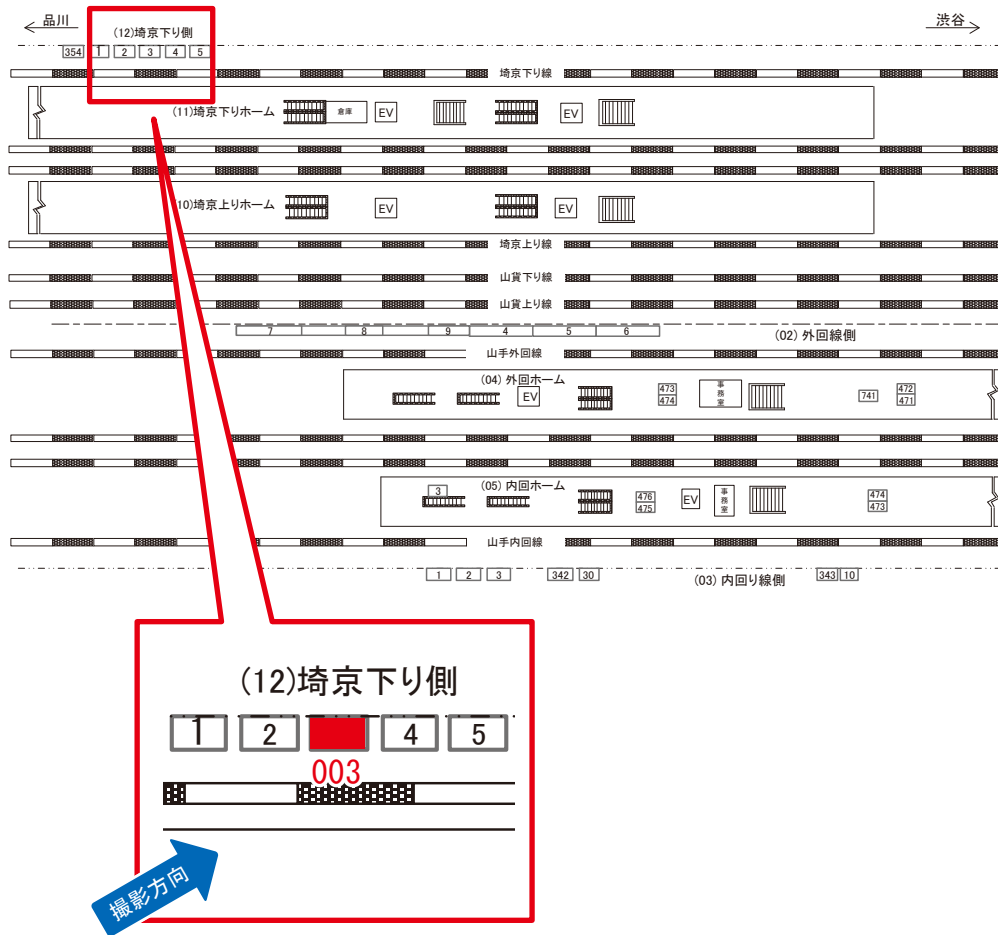 品川
渋谷
(12)埼京下り側
354 1 2 3 4 5
埼京下り線
(11)埼京下りホーム
倉庫
EV
EV
(10)埼京上りホーム
EV
EV
埼京上り線
山貨下り線
山貨上り線
7 8 9 4 5 6
(02) 外回線側
山手外回線
(04) 外回ホーム
EV
473
474
事務室
741
472
471
(05) 内回ホーム
3
476
475
EV
事務室
474
473
山手内回線
1 2 3 342 30
(03) 内回り線側
343 10
(12)埼京下り側
1 2 4 5
003
撮影方向